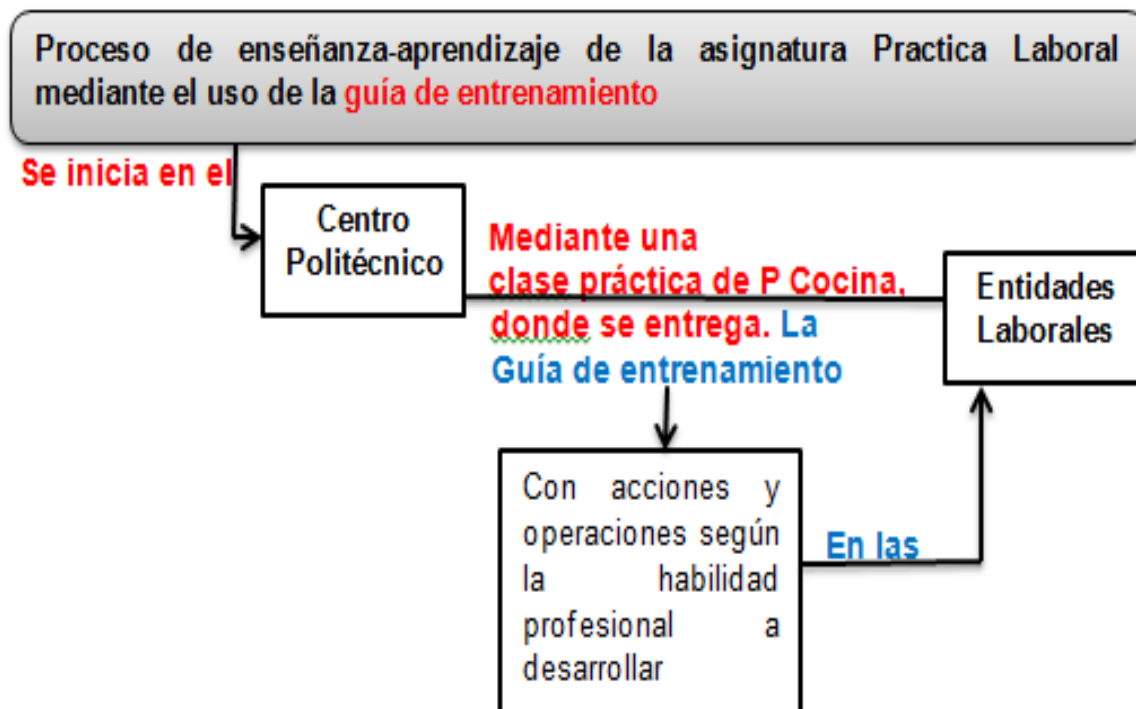 Proceso de enseñanza-aprendizaje de la asignatura Practica Laboral
mediante el uso de la guía de entrenamiento
Se inicia en el
Centro
Politécnico
Mediante una
clase práctica de P Cocina,
donde se entrega. La
Guía de entrenamiento
Entidades
Laborales
Con acciones y
operaciones según
la habilidad
profesional a
desarrollar
En las